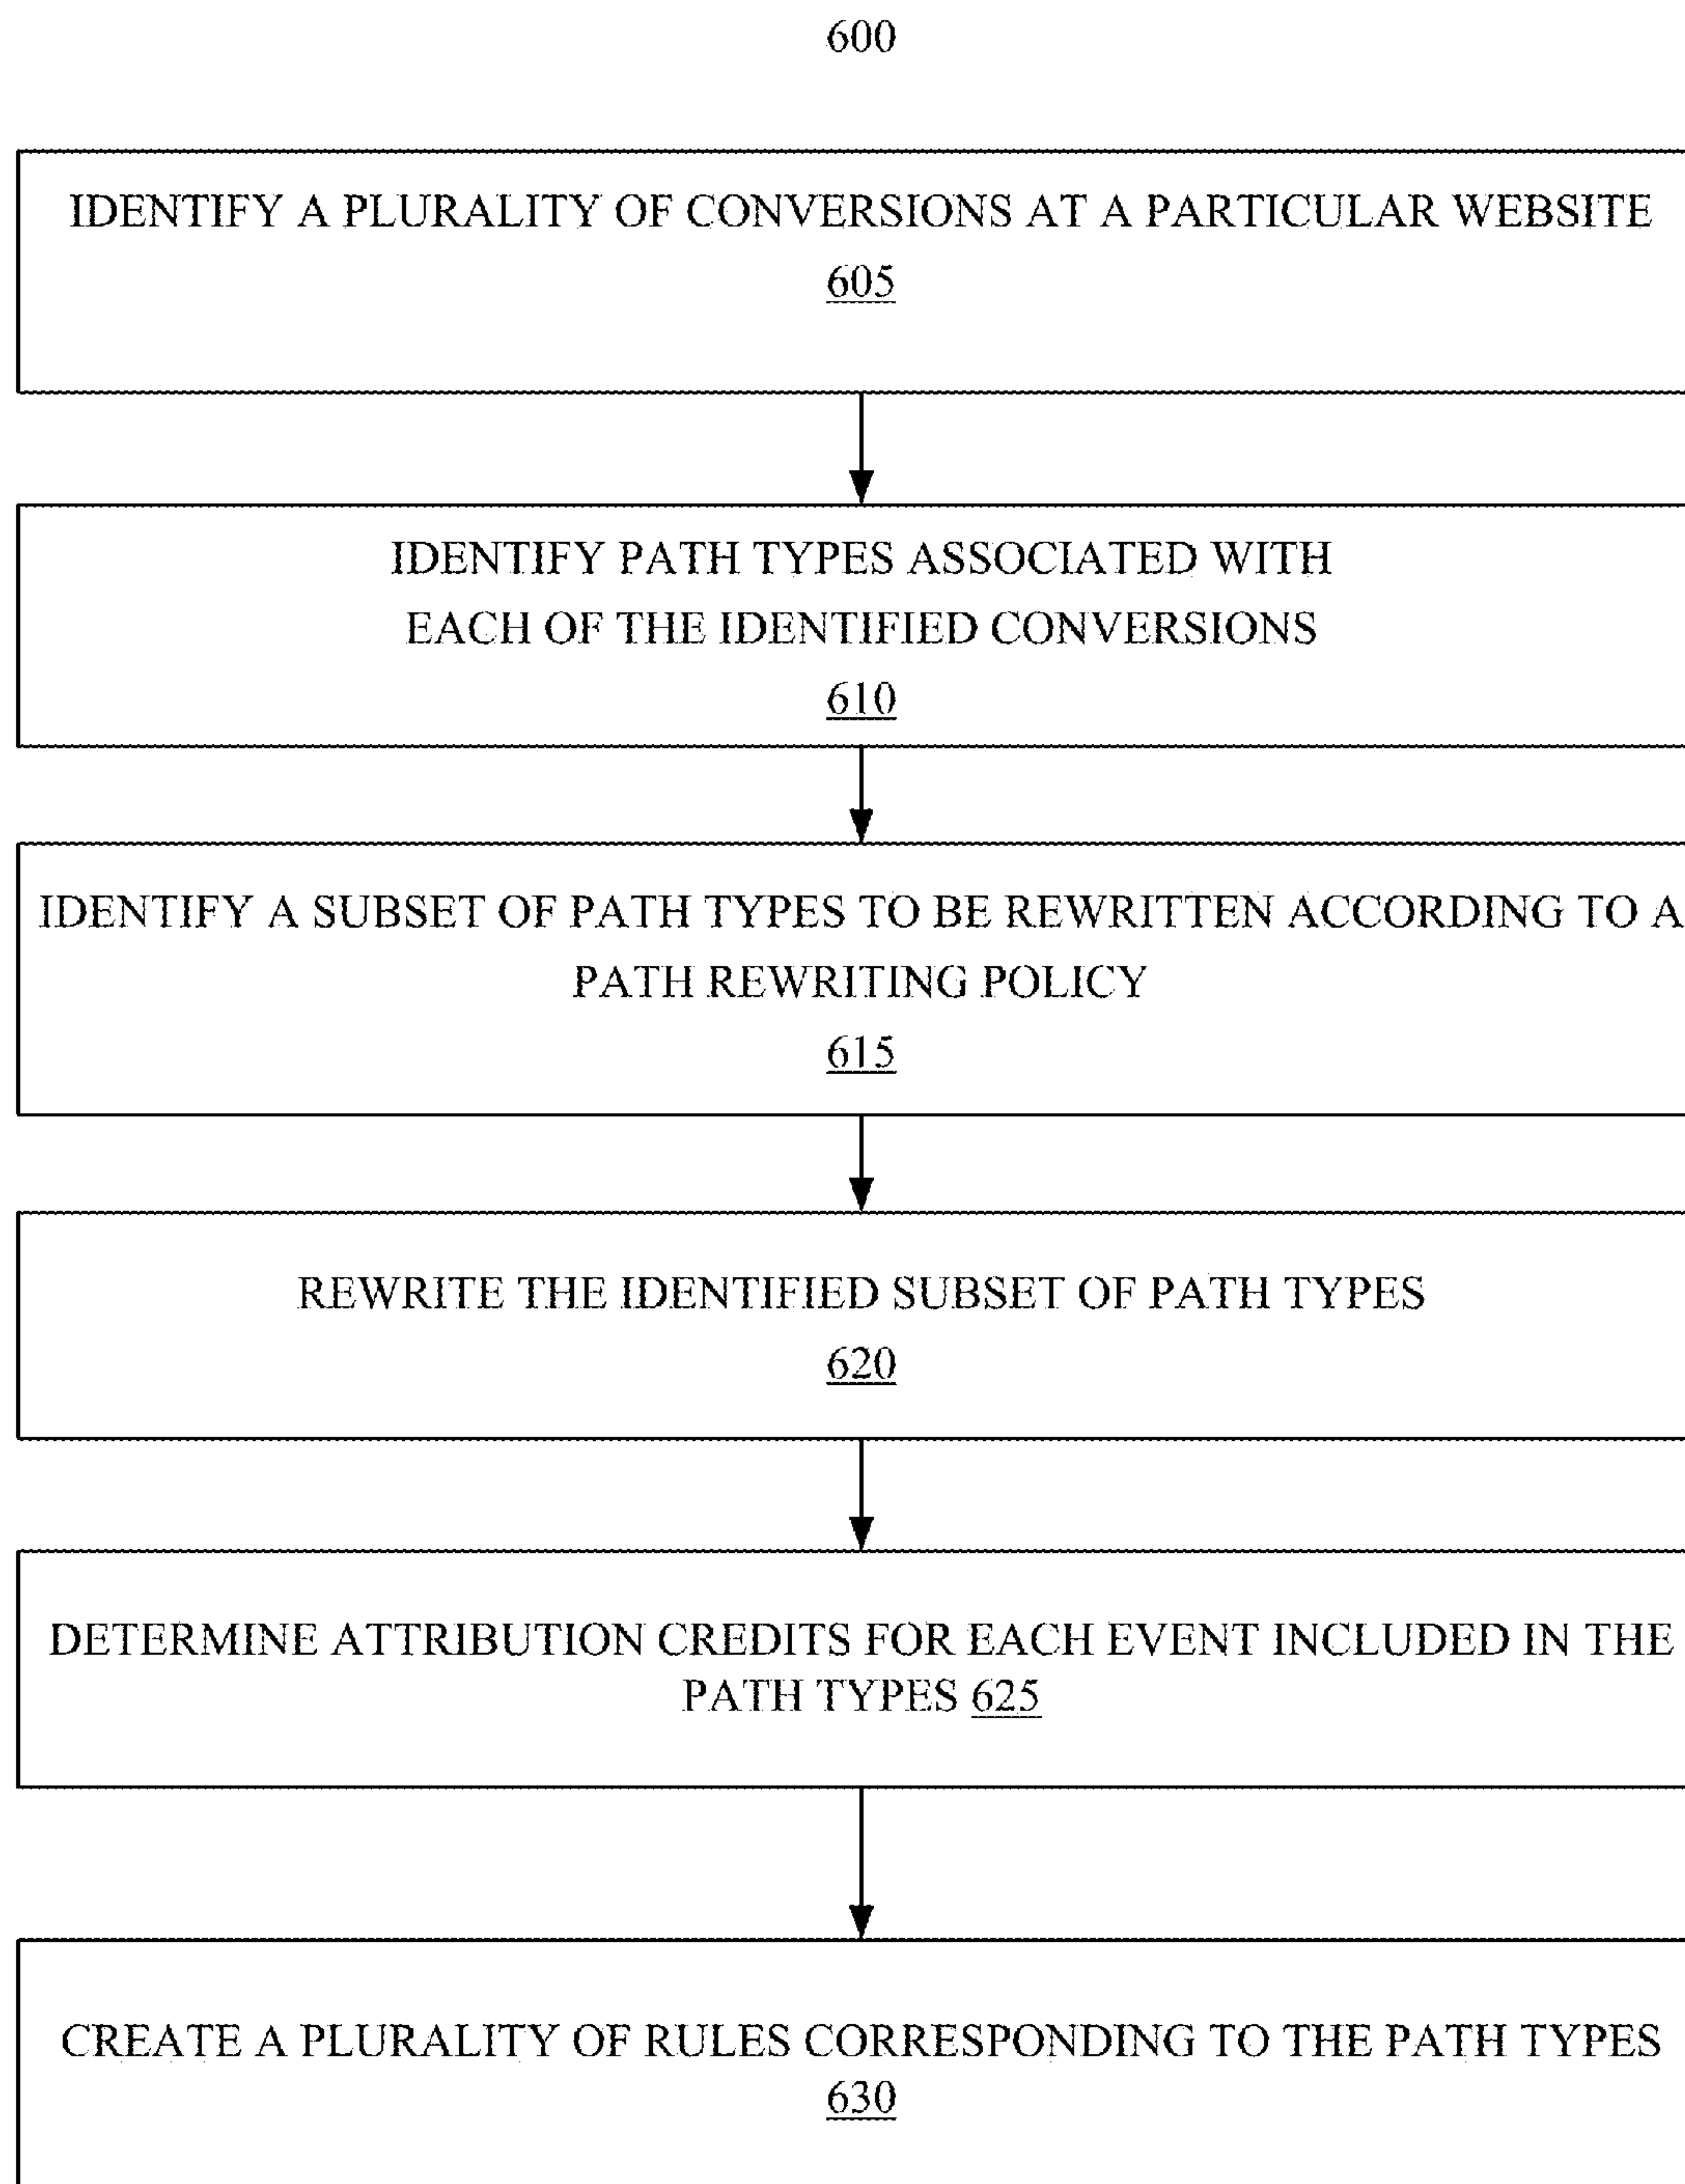 600
IDENTIFY A PLURALITY OF CONVERSIONS AT A PARTICULAR WEBSITE
605
IDENTIFY PATH TYPES ASSOCIATED WITH
EACH OF THE IDENTIFIED CONVERSIONS
610
IDENTIFY A SUBSET OF PATH TYPES TO BE REWRITTEN ACCORDING TO A
PATH REWRITING POLICY
615
REWRITE THE IDENTIFIED SUBSET OF PATH TYPES
620
DETERMINE ATTRIBUTION CREDITS FOR EACH EVENT INCLUDED IN THE
PATH TYPES 625
CREATE A PLURALITY OF RULES CORRESPONDING TO THE PATH TYPES
630